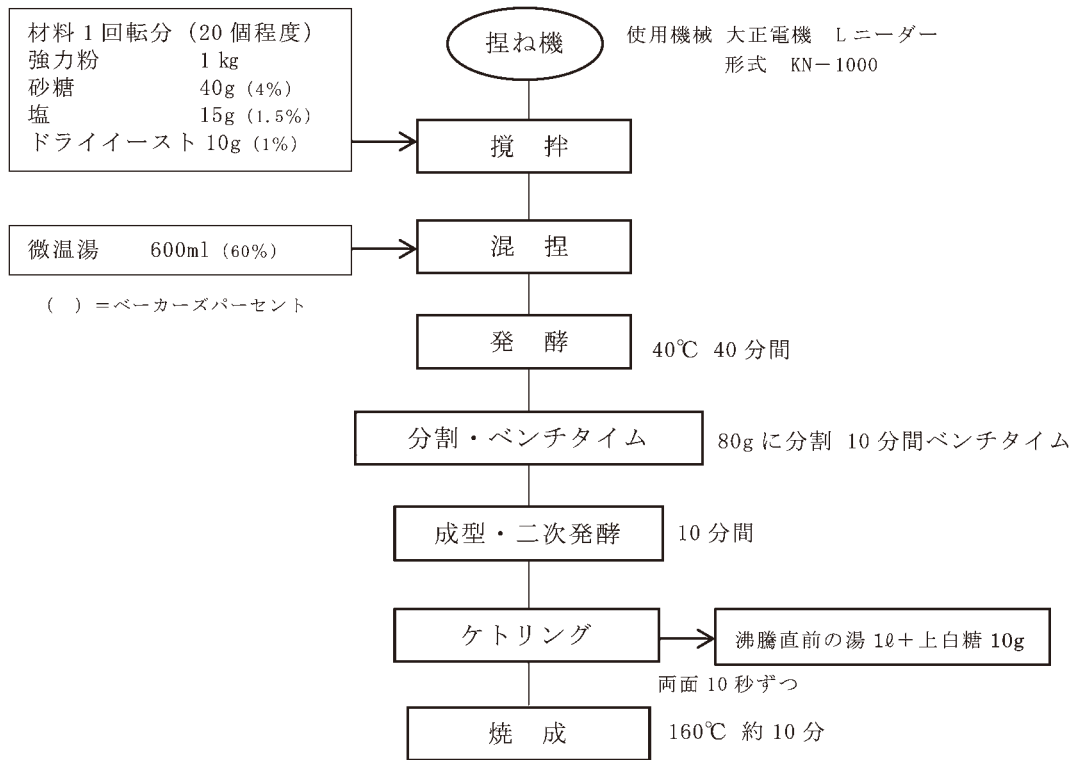 材料1回転分（20個程度）
強力粉 1kg
砂糖 40g（4%）
塩 15g（1.5%）
ドライイースト 10g（1%）
捏ね機
使用機械 大正電機 Lニーダー
形式 KN－1000
攪 拌
微温湯 600ml（60%）
混 捏
（ ）＝ベーカーズパーセント
発 酵
40℃ 40分間
分割・ベンチタイム
80gに分割 10分間ベンチタイム
成型・二次発酵
10分間
ケトリング
沸騰直前の湯1ℓ＋上白糖10g
両面10秒ずつ
焼 成
160℃ 約10分